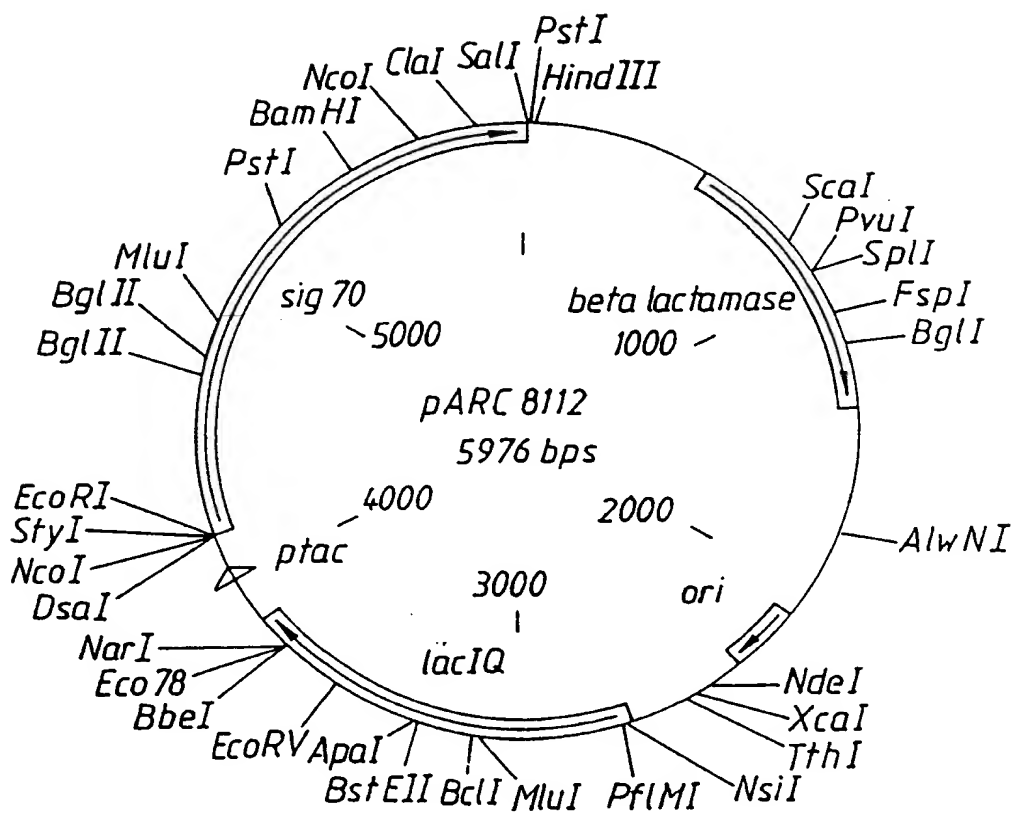 PstI
HindIII
SalI
ClaI
NcoI
BamHI
PstI
MluI
BglII
BglII
ScaI
PvuI
SplI
FspI
BglI
sig 70
5000
beta lactamase
1000
pARC 8112
5976 bps
4000
2000
3000
ptac
ori
lacIQ
EcoRI
StyI
NcoI
DsaI
NarI
Eco78
BbeI
EcoRV
ApaI
BstEII
BclI
MluI
PflMI
NsiI
TthI
XcaI
NdeI
AlwNI